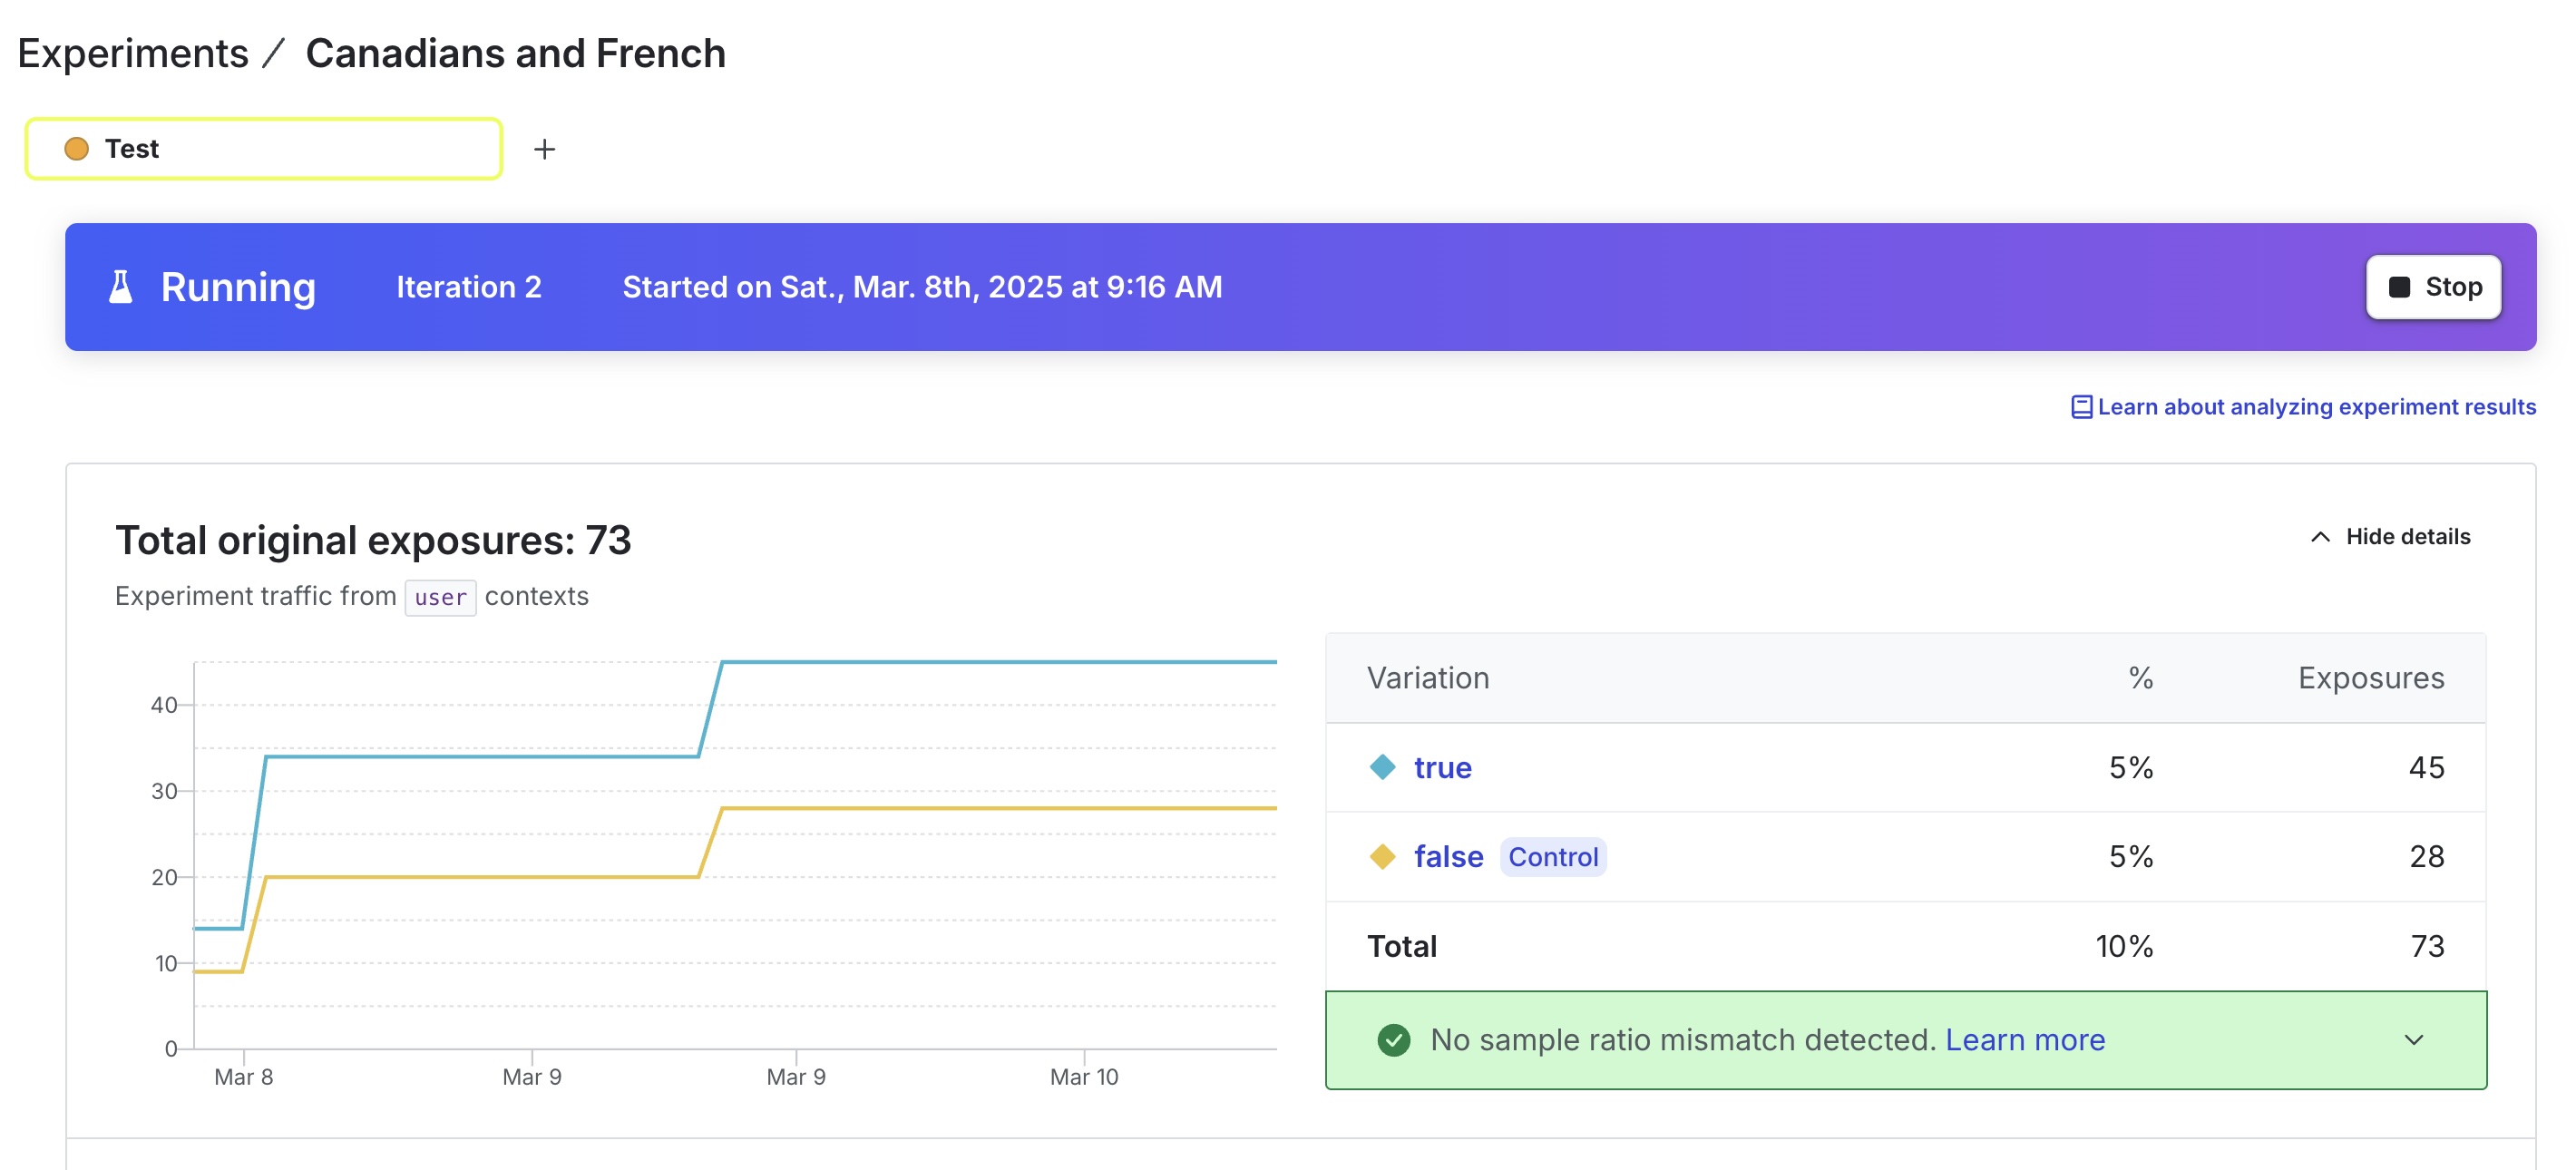 Experiments / Canadians and French
Test +
Running Iteration 2 Started on Sat., Mar. 8th, 2025 at 9:16 AM Stop
Learn about analyzing experiment results
Total original exposures: 73
Hide details
Experiment traffic from user contexts
40
30
20
10
0
Mar 8 Mar 9 Mar 9 Mar 10
Variation % Exposures
true 5% 45
false Control 5% 28
Total 10% 73
No sample ratio mismatch detected. Learn more